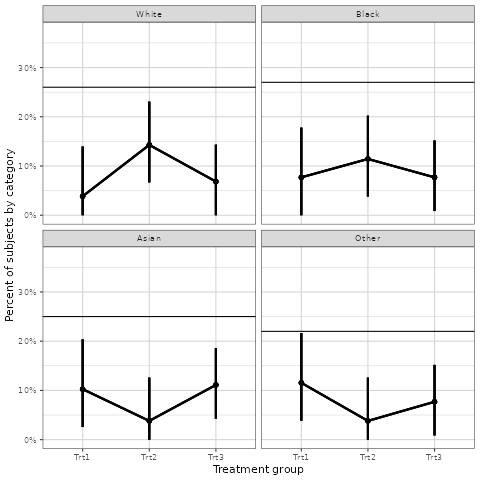 White
Black
30%
20%
10%
0%
Asian
Other
30%
20%
10%
0%
Percent of subjects by category
Trt1
Trt2
Trt3
Trt1
Trt2
Trt3
Treatment group